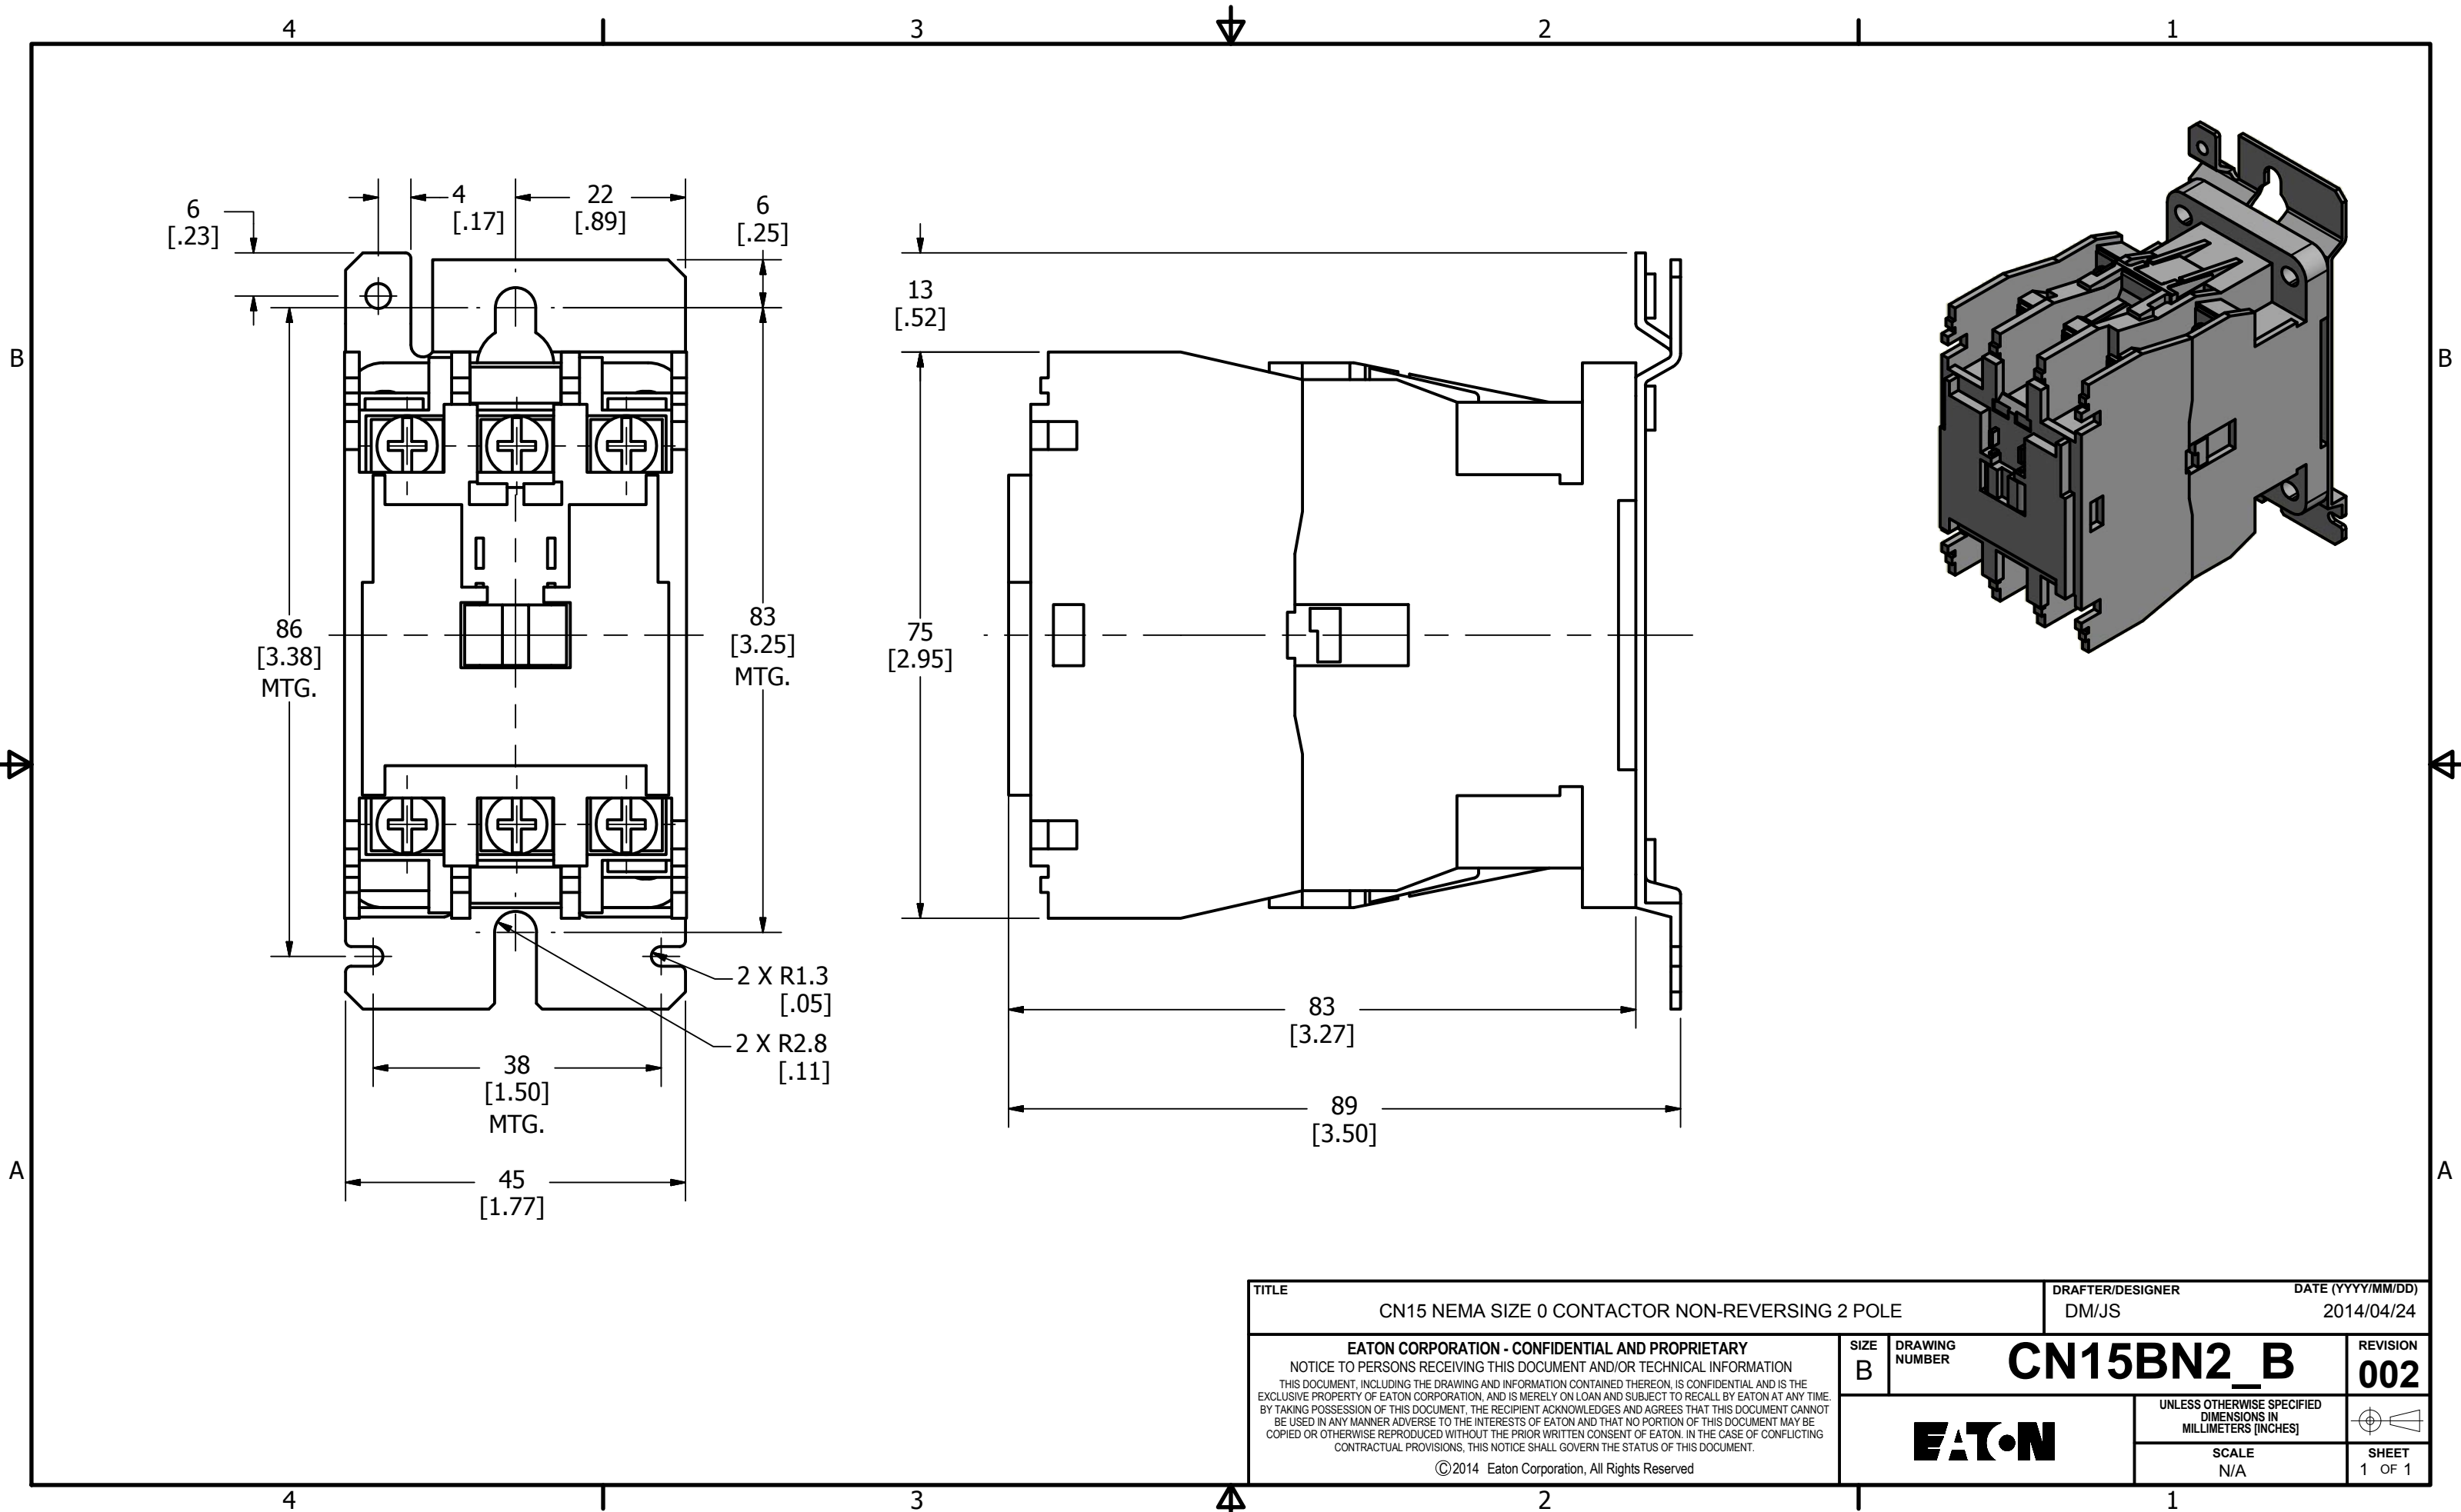 4 3 2 1
B B
A A
6
[.23]
4
[.17]
22
[.89]
6
[.25]
86
[3.38]
MTG.
83
[3.25]
MTG.
2 X R1.3
[.05]
2 X R2.8
[.11]
38
[1.50]
MTG.
45
[1.77]
13
[.52]
75
[2.95]
83
[3.27]
89
[3.50]
TITLE
CN15 NEMA SIZE 0 CONTACTOR NON-REVERSING 2 POLE
DRAFTER/DESIGNER
DM/JS
DATE (YYYY/MM/DD)
2014/04/24
EATON CORPORATION - CONFIDENTIAL AND PROPRIETARY
NOTICE TO PERSONS RECEIVING THIS DOCUMENT AND/OR TECHNICAL INFORMATION
THIS DOCUMENT, INCLUDING THE DRAWING AND INFORMATION CONTAINED THEREON, IS CONFIDENTIAL AND IS THE
EXCLUSIVE PROPERTY OF EATON CORPORATION, AND IS MERELY ON LOAN AND SUBJECT TO RECALL BY EATON AT ANY TIME.
BY TAKING POSSESSION OF THIS DOCUMENT, THE RECIPIENT ACKNOWLEDGES AND AGREES THAT THIS DOCUMENT CANNOT
BE USED IN ANY MANNER ADVERSE TO THE INTERESTS OF EATON AND THAT NO PORTION OF THIS DOCUMENT MAY BE
COPIED OR OTHERWISE REPRODUCED WITHOUT THE PRIOR WRITTEN CONSENT OF EATON. IN THE CASE OF CONFLICTING
CONTRACTUAL PROVISIONS, THIS NOTICE SHALL GOVERN THE STATUS OF THIS DOCUMENT.
©2014 Eaton Corporation, All Rights Reserved
SIZE
B
DRAWING
NUMBER
CN15BN2_B
REVISION
002
EATON
UNLESS OTHERWISE SPECIFIED
DIMENSIONS IN
MILLIMETERS [INCHES]
SCALE
N/A
SHEET
1 OF 1
4 3 2 1